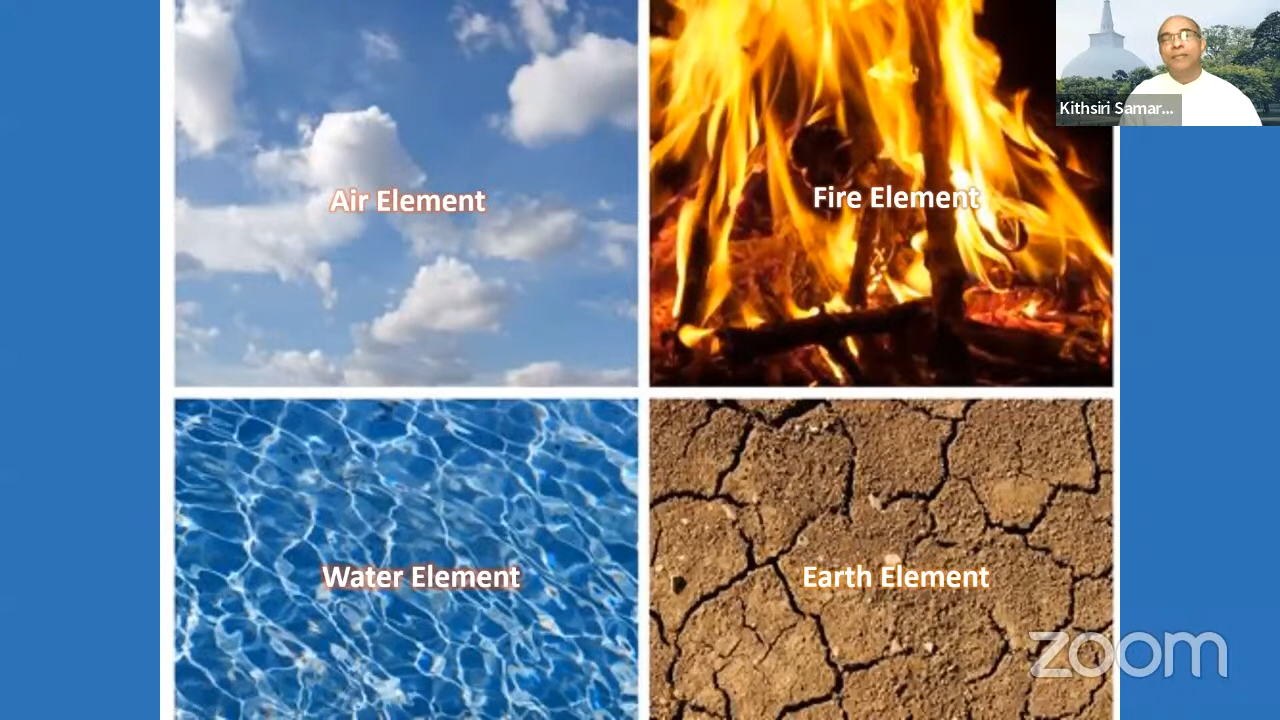 Air Element
Fire Element
Kithsiri Samar...
Water Element
Earth Element
zoom